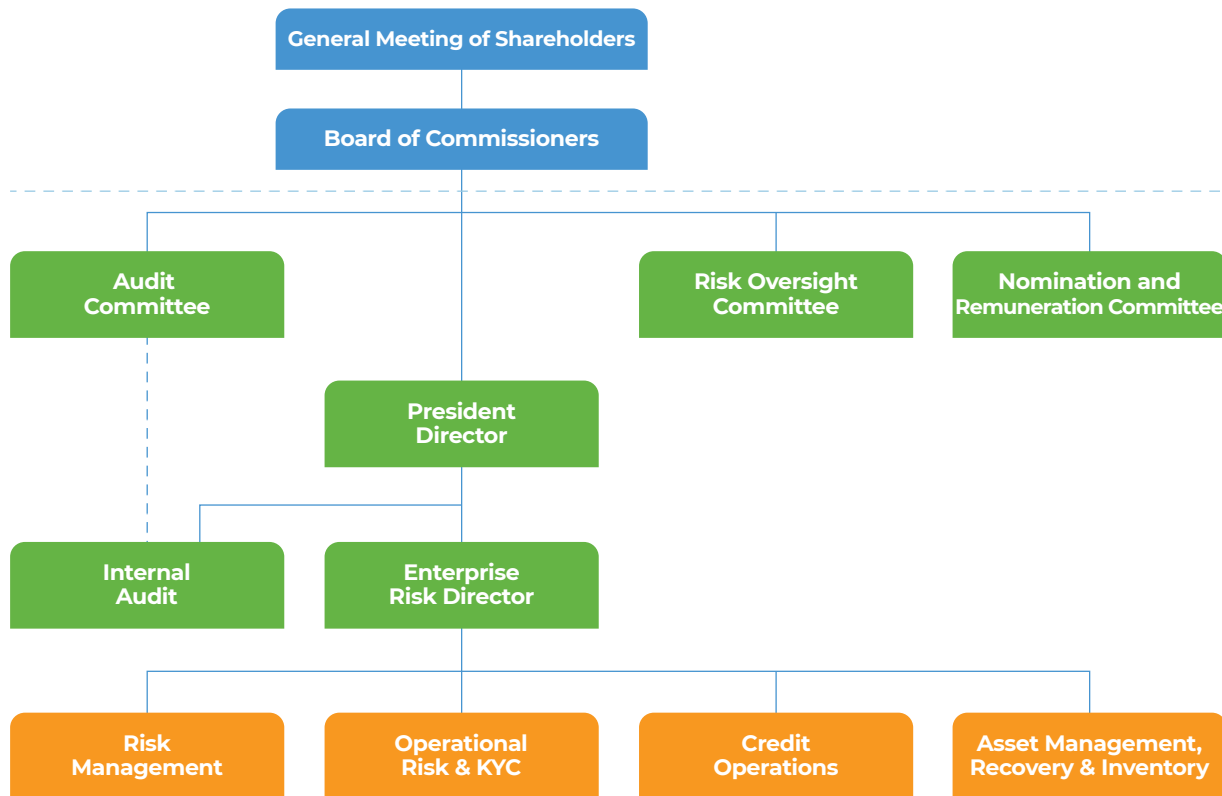 General Meeting of Shareholders
Board of Commissioners
Audit
Committee
Risk Oversight
Committee
Nomination and
Remuneration Committee
President
Director
Internal
Audit
Enterprise
Risk Director
Risk
Management
Operational
Risk & KYC
Credit
Operations
Asset Management,
Recovery & Inventory